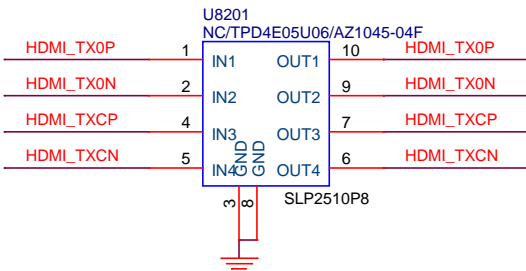 U8201
NC/TPD4E05U06/AZ1045-04F
HDMI_TX0P 1 IN1 OUT1 10 HDMI_TX0P
HDMI_TX0N 2 IN2 OUT2 9 HDMI_TX0N
HDMI_TXCP 4 IN3 OUT3 7 HDMI_TXCP
HDMI_TXCN 5 IN4 GND GND OUT4 6 HDMI_TXCN
3 8 SLP2510P8